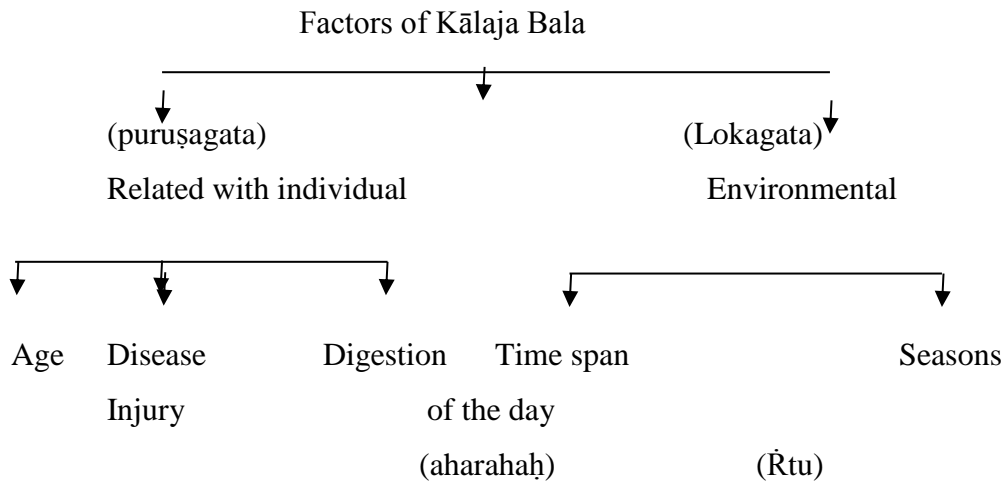 Factors of Kālaja Bala
(puruṣagata) (Lokagata)
Related with individual Environmental
Age Disease Digestion Time span Seasons
Injury of the day
(aharahaḥ) (Ṙtu)